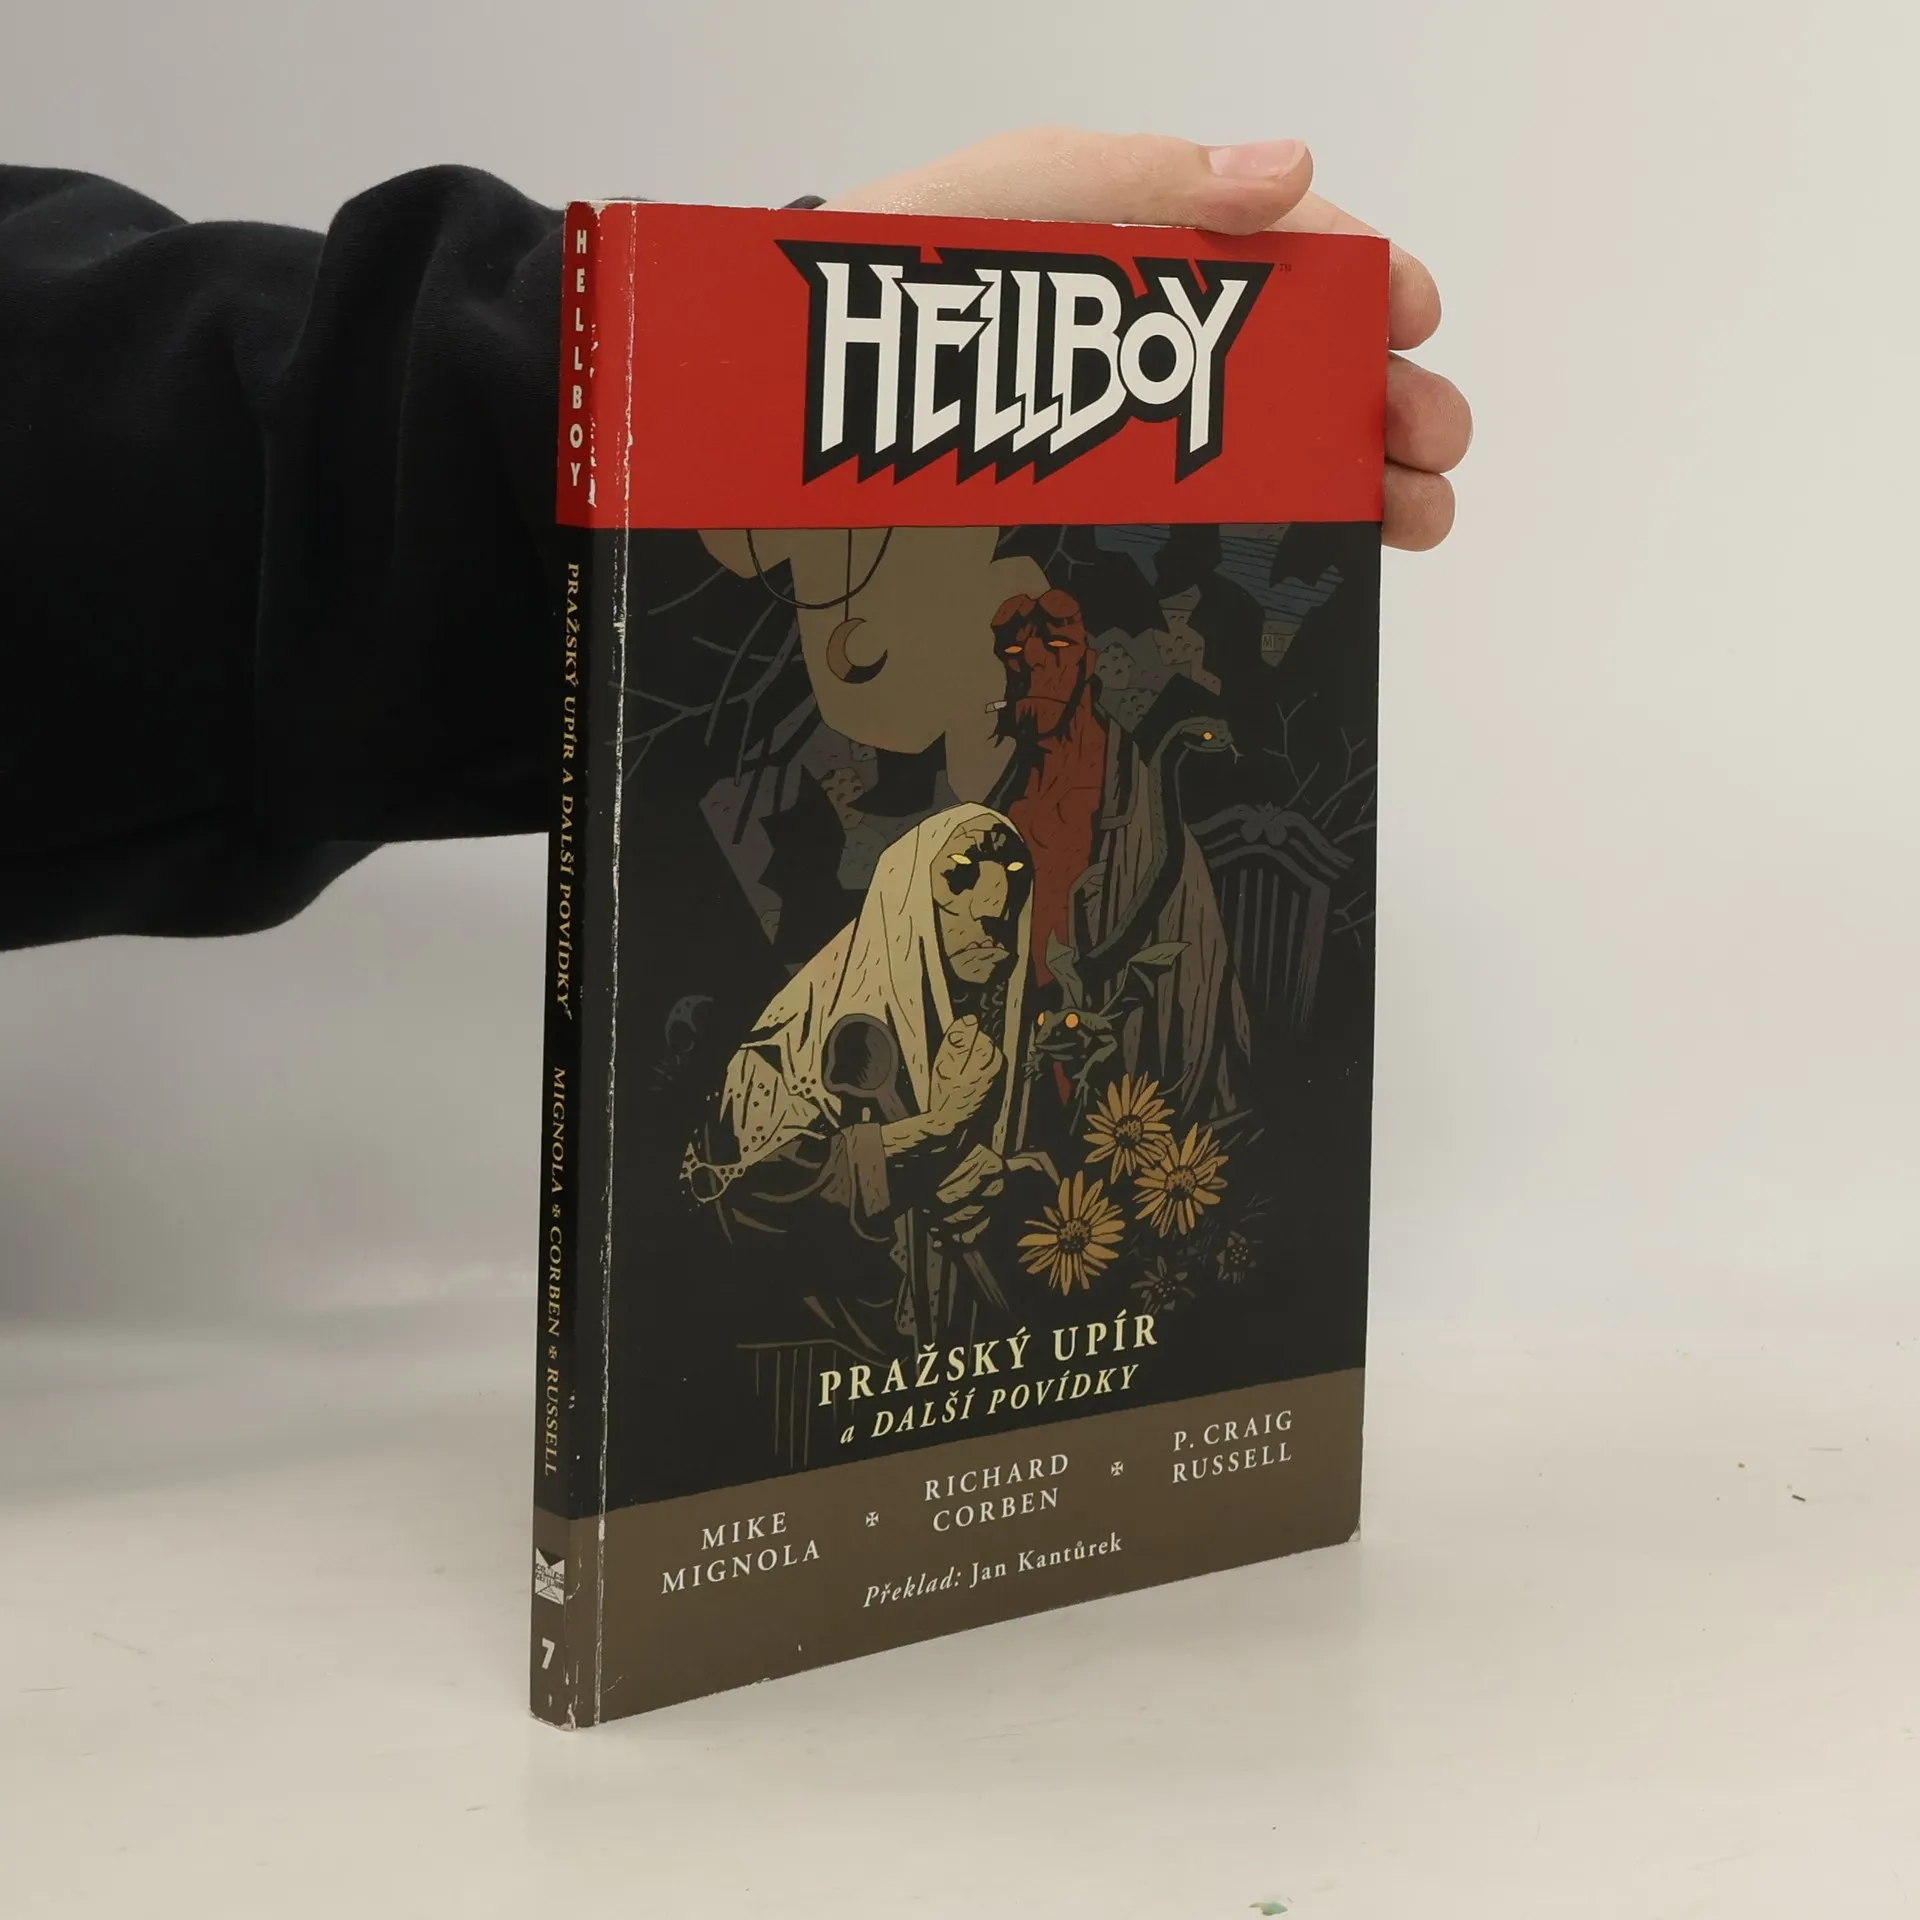 HELLBOY
PRAŽSKÝ UPÍR A DALŠÍ POVÍDKY
MIGNOLA ✠ CORBEN ✠ RUSSELL
7
HELLBOY™
PRAŽSKÝ UPÍR
a DALŠÍ POVÍDKY
MIKE
MIGNOLA
✠
RICHARD
CORBEN
✠
P. CRAIG
RUSSELL
Překlad: Jan Kantůrek